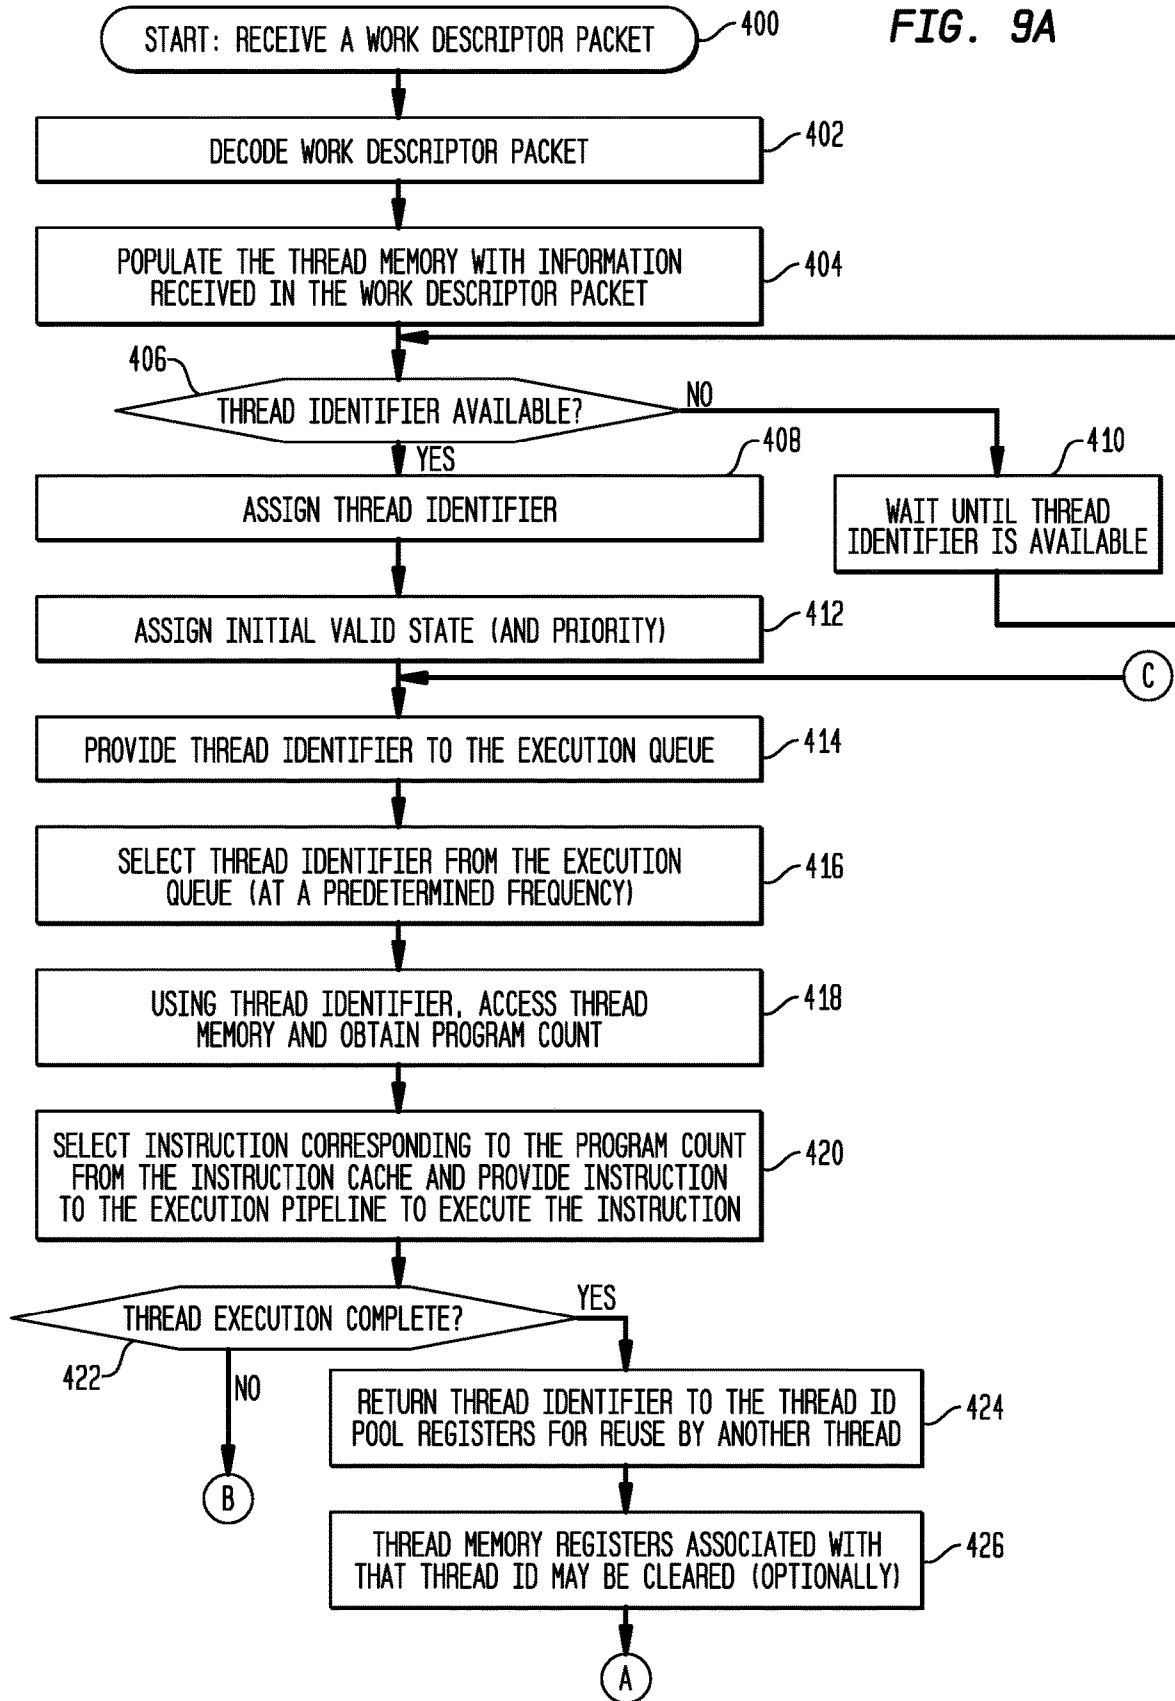 FIG. 9A
START: RECEIVE A WORK DESCRIPTOR PACKET
400
DECODE WORK DESCRIPTOR PACKET
402
POPULATE THE THREAD MEMORY WITH INFORMATION
RECEIVED IN THE WORK DESCRIPTOR PACKET
404
406
THREAD IDENTIFIER AVAILABLE?
NO
YES
408
ASSIGN THREAD IDENTIFIER
410
WAIT UNTIL THREAD
IDENTIFIER IS AVAILABLE
ASSIGN INITIAL VALID STATE (AND PRIORITY)
412
C
PROVIDE THREAD IDENTIFIER TO THE EXECUTION QUEUE
414
SELECT THREAD IDENTIFIER FROM THE EXECUTION
QUEUE (AT A PREDETERMINED FREQUENCY)
416
USING THREAD IDENTIFIER, ACCESS THREAD
MEMORY AND OBTAIN PROGRAM COUNT
418
SELECT INSTRUCTION CORRESPONDING TO THE PROGRAM COUNT
FROM THE INSTRUCTION CACHE AND PROVIDE INSTRUCTION
TO THE EXECUTION PIPELINE TO EXECUTE THE INSTRUCTION
420
THREAD EXECUTION COMPLETE?
YES
422
NO
RETURN THREAD IDENTIFIER TO THE THREAD ID
POOL REGISTERS FOR REUSE BY ANOTHER THREAD
424
B
THREAD MEMORY REGISTERS ASSOCIATED WITH
THAT THREAD ID MAY BE CLEARED (OPTIONALLY)
426
A